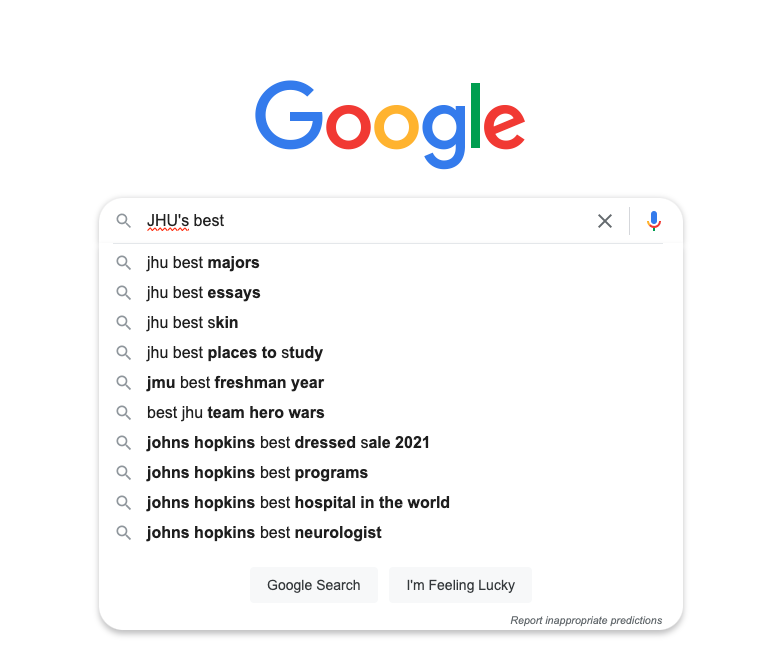 Google
JHU's best
jhu best majors
jhu best essays
jhu best skin
jhu best places to study
jmu best freshman year
best jhu team hero wars
johns hopkins best dressed sale 2021
johns hopkins best programs
johns hopkins best hospital in the world
johns hopkins best neurologist
Google Search I'm Feeling Lucky
Report inappropriate predictions